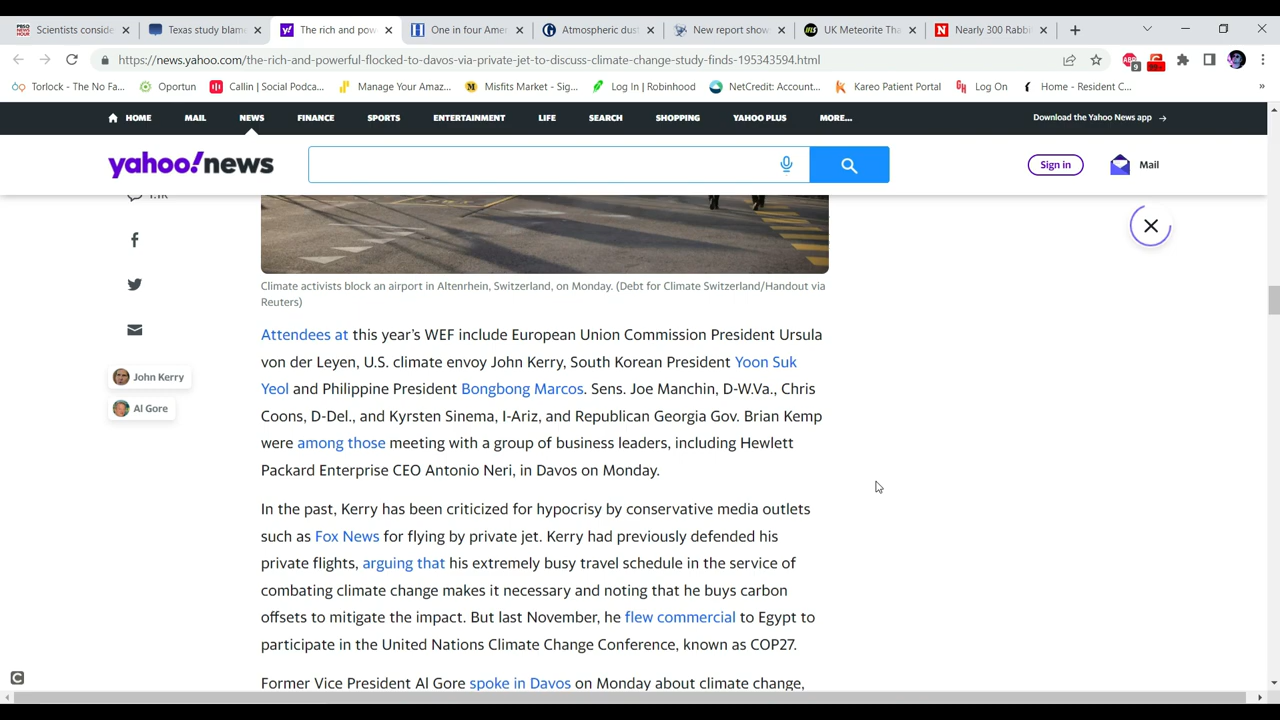 Scientists conside
Texas study blam
The rich and pow
One in four Ame
Atmospheric dus
New report show
UK Meteorite Tha
Nearly 300 Rabbi
https://news.yahoo.com/the-rich-and-powerful-flocked-to-davos-via-private-jet-to-discuss-climate-change-study-finds-195343594.html
Torlock - The No Fa...
Oportun
Callin | Social Podca...
Manage Your Amaz...
Misfits Market - Sig...
Log In | Robinhood
NetCredit: Account...
Kareo Patient Portal
Log On
Home - Resident C...
»
HOME
MAIL
NEWS
FINANCE
SPORTS
ENTERTAINMENT
LIFE
SEARCH
SHOPPING
YAHOO PLUS
MORE...
Download the Yahoo News app →
yahoo!news
Sign in
Mail
1.1K
Climate activists block an airport in Altenrhein, Switzerland, on Monday. (Debt for Climate Switzerland/Handout via
Reuters)
Attendees at this year's WEF include European Union Commission President Ursula
von der Leyen, U.S. climate envoy John Kerry, South Korean President Yoon Suk
Yeol and Philippine President Bongbong Marcos. Sens. Joe Manchin, D-W.Va., Chris
Coons, D-Del., and Kyrsten Sinema, I-Ariz, and Republican Georgia Gov. Brian Kemp
were among those meeting with a group of business leaders, including Hewlett
Packard Enterprise CEO Antonio Neri, in Davos on Monday.
John Kerry
Al Gore
In the past, Kerry has been criticized for hypocrisy by conservative media outlets
such as Fox News for flying by private jet. Kerry had previously defended his
private flights, arguing that his extremely busy travel schedule in the service of
combating climate change makes it necessary and noting that he buys carbon
offsets to mitigate the impact. But last November, he flew commercial to Egypt to
participate in the United Nations Climate Change Conference, known as COP27.
Former Vice President Al Gore spoke in Davos on Monday about climate change,